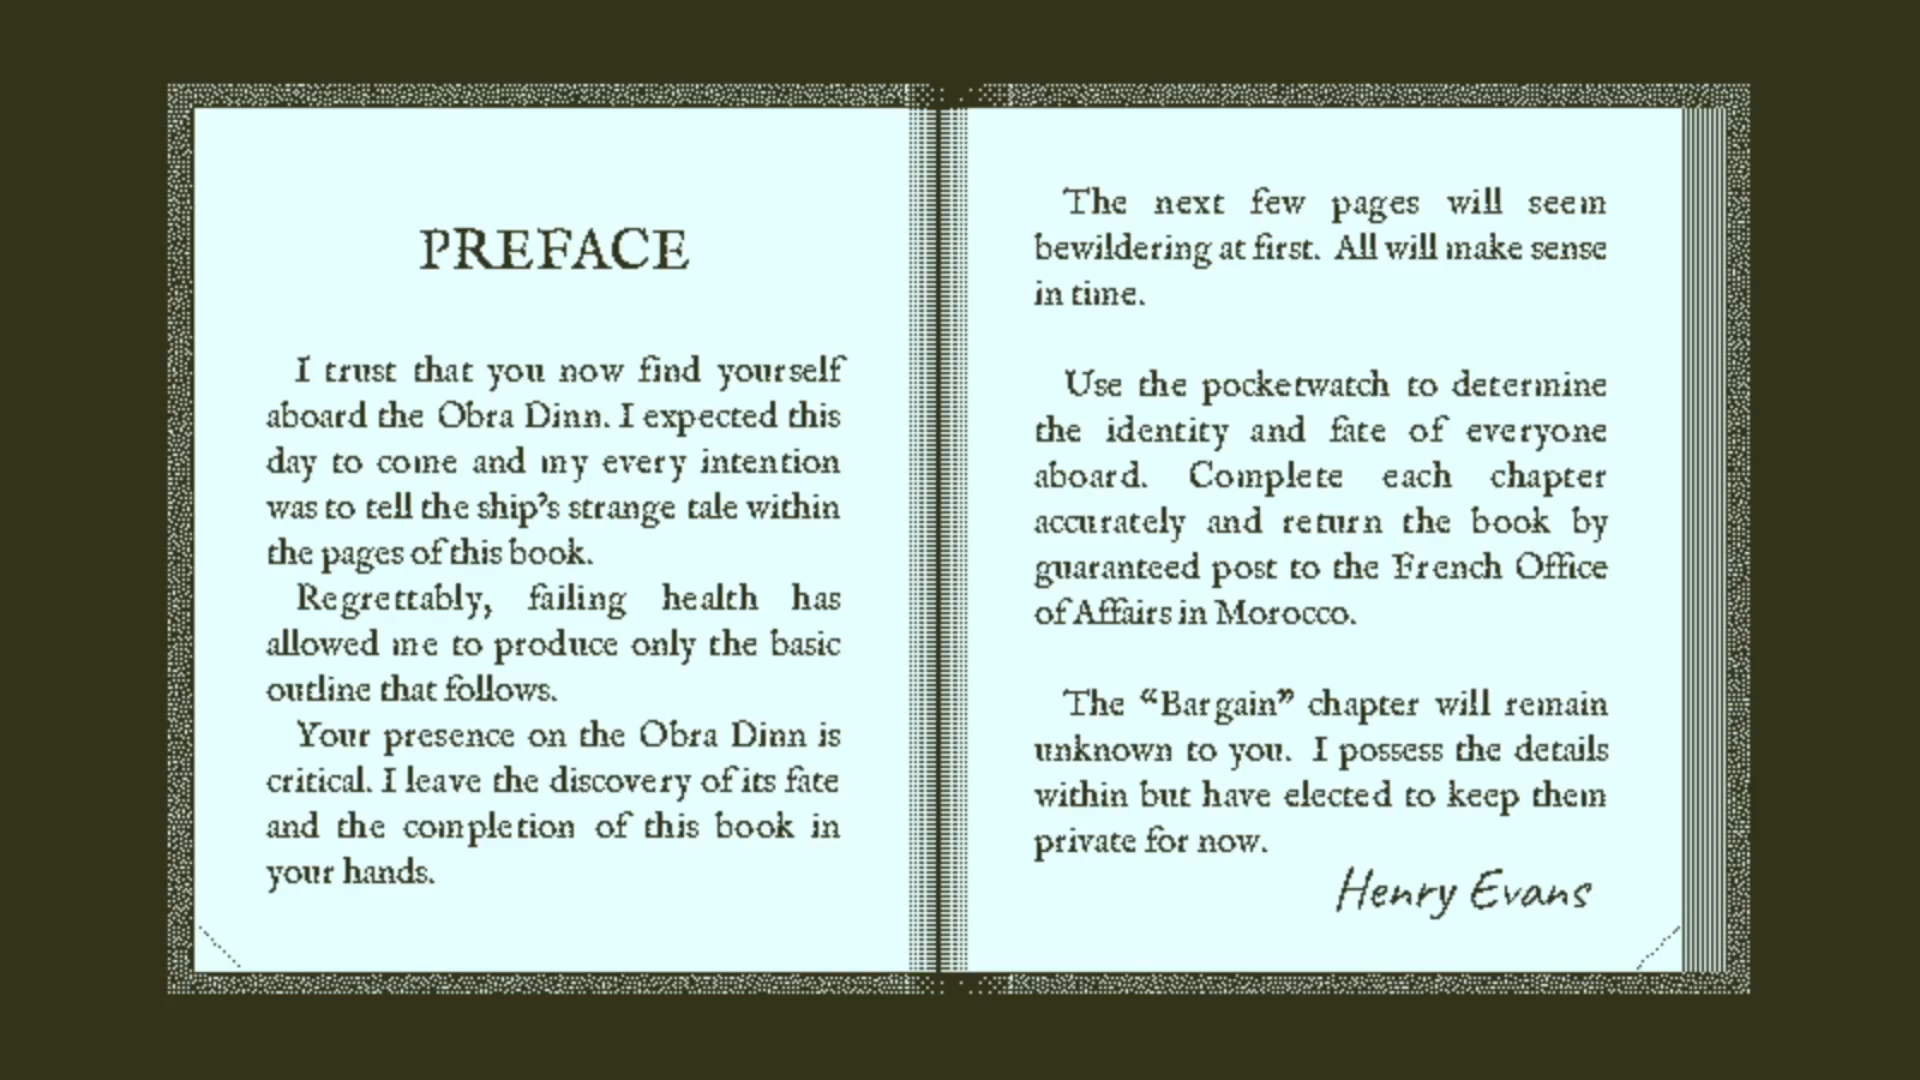 PREFACE
I trust that you now find yourself
aboard the Obra Dinn. I expected this
day to come and my every intention
was to tell the ship’s strange tale within
the pages of this book.
Regrettably, failing health has
allowed me to produce only the basic
outline that follows.
Your presence on the Obra Dinn is
critical. I leave the discovery of its fate
and the completion of this book in
your hands.
The next few pages will seem
bewildering at first. All will make sense
in time.
Use the pocketwatch to determine
the identity and fate of everyone
aboard. Complete each chapter
accurately and return the book by
guaranteed post to the French Office
of Affairs in Morocco.
The “Bargain” chapter will remain
unknown to you. I possess the details
within but have elected to keep them
private for now.
Henry Evans